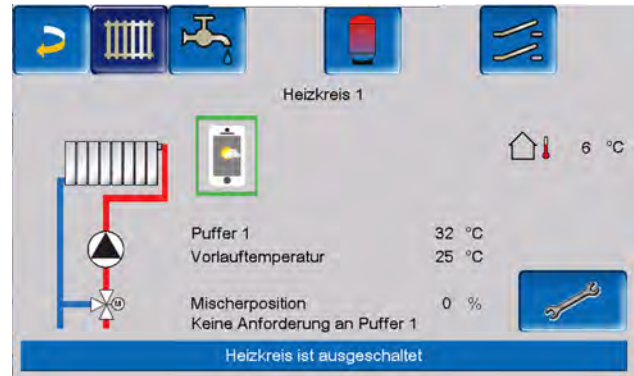 Heizkreis 1
6 °C
Puffer 1 32 °C
Vorlauftemperatur 25 °C
M
Mischerposition 0 %
Keine Anforderung an Puffer 1
Heizkreis ist ausgeschaltet